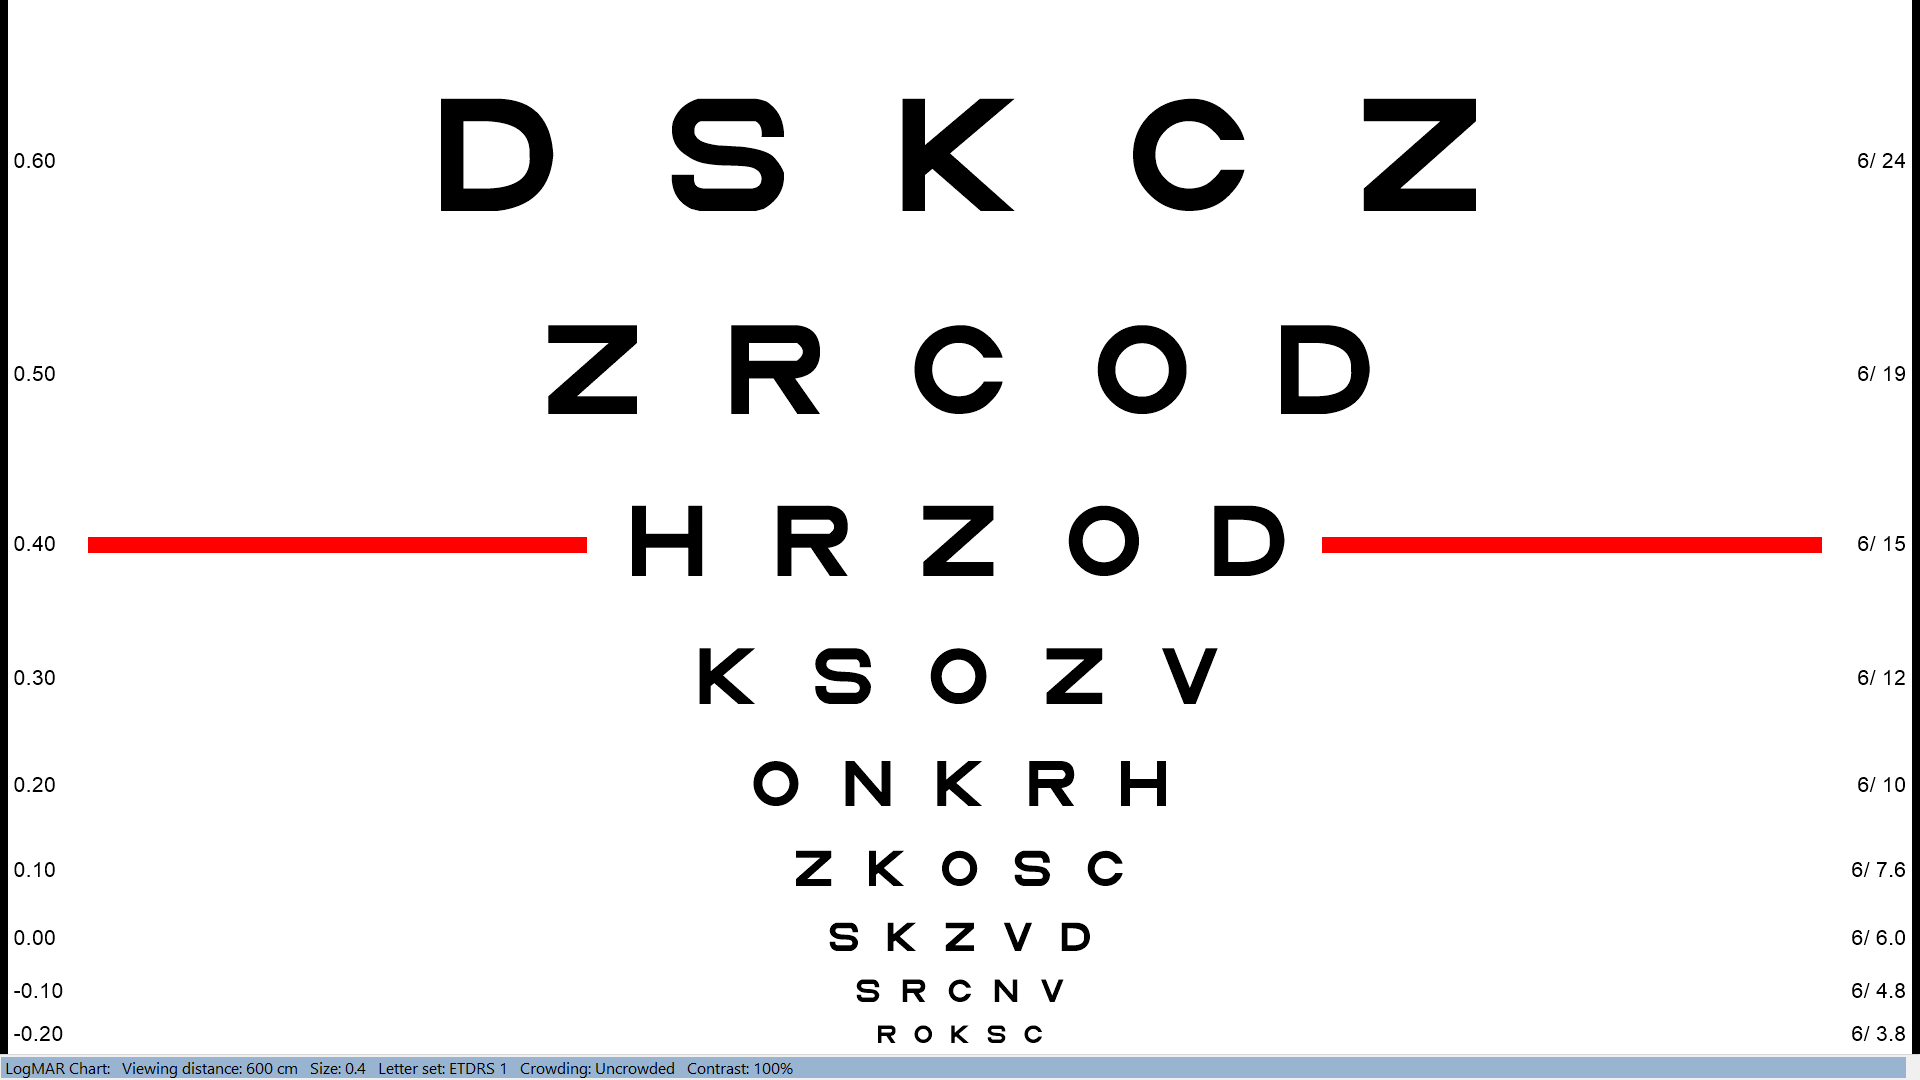 0.60 D S K C Z 6/ 24
0.50 Z R C O D 6/ 19
0.40 H R Z O D 6/ 15
0.30 K S O Z V 6/ 12
0.20 O N K R H 6/ 10
0.10 Z K O S C 6/ 7.6
0.00 S K Z V D 6/ 6.0
-0.10 S R C N V 6/ 4.8
-0.20 R O K S C 6/ 3.8
LogMAR Chart: Viewing distance: 600 cm Size: 0.4 Letter set: ETDRS 1 Crowding: Uncrowded Contrast: 100%